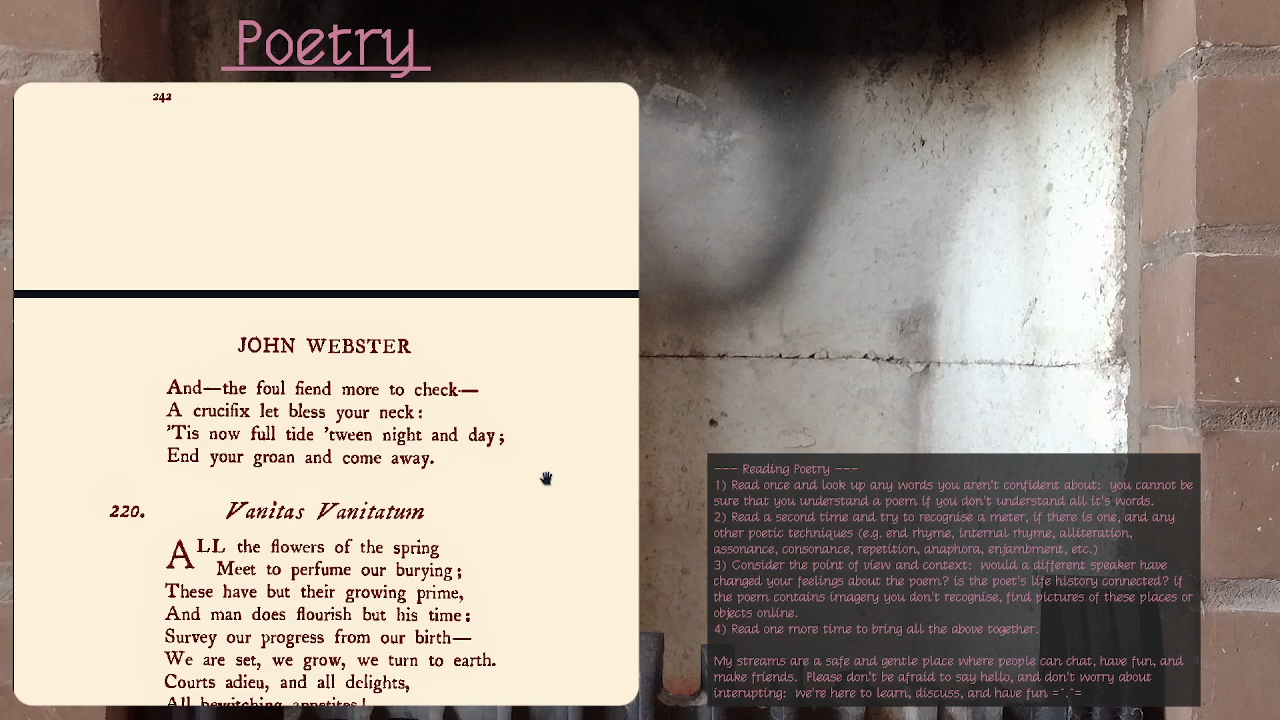 Poetry
242
JOHN WEBSTER
And—the foul fiend more to check—
A crucifix let bless your neck:
'Tis now full tide 'tween night and day;
End your groan and come away.
220. Vanitas Vanitatum
ALL the flowers of the spring
Meet to perfume our burying;
These have but their growing prime,
And man does flourish but his time:
Survey our progress from our birth—
We are set, we grow, we turn to earth.
Courts adieu, and all delights,
All bewitching appetites!
--- Reading Poetry ---
1) Read once and look up any words you aren't confident about: you cannot be
sure that you understand a poem if you don't understand all it's words.
2) Read a second time and try to recognise a meter, if there is one, and any
other poetic techniques (e.g. end rhyme, internal rhyme, alliteration,
assonance, consonance, repetition, anaphora, enjambment, etc.)
3) Consider the point of view and context: would a different speaker have
changed your feelings about the poem? is the poet's life history connected? if
the poem contains imagery you don't recognise, find pictures of these places or
objects online.
4) Read one more time to bring all the above together.
My streams are a safe and gentle place where people can chat, have fun, and
make friends. Please don't be afraid to say hello, and don't worry about
interupting: we're here to learn, discuss, and have fun =^.^=